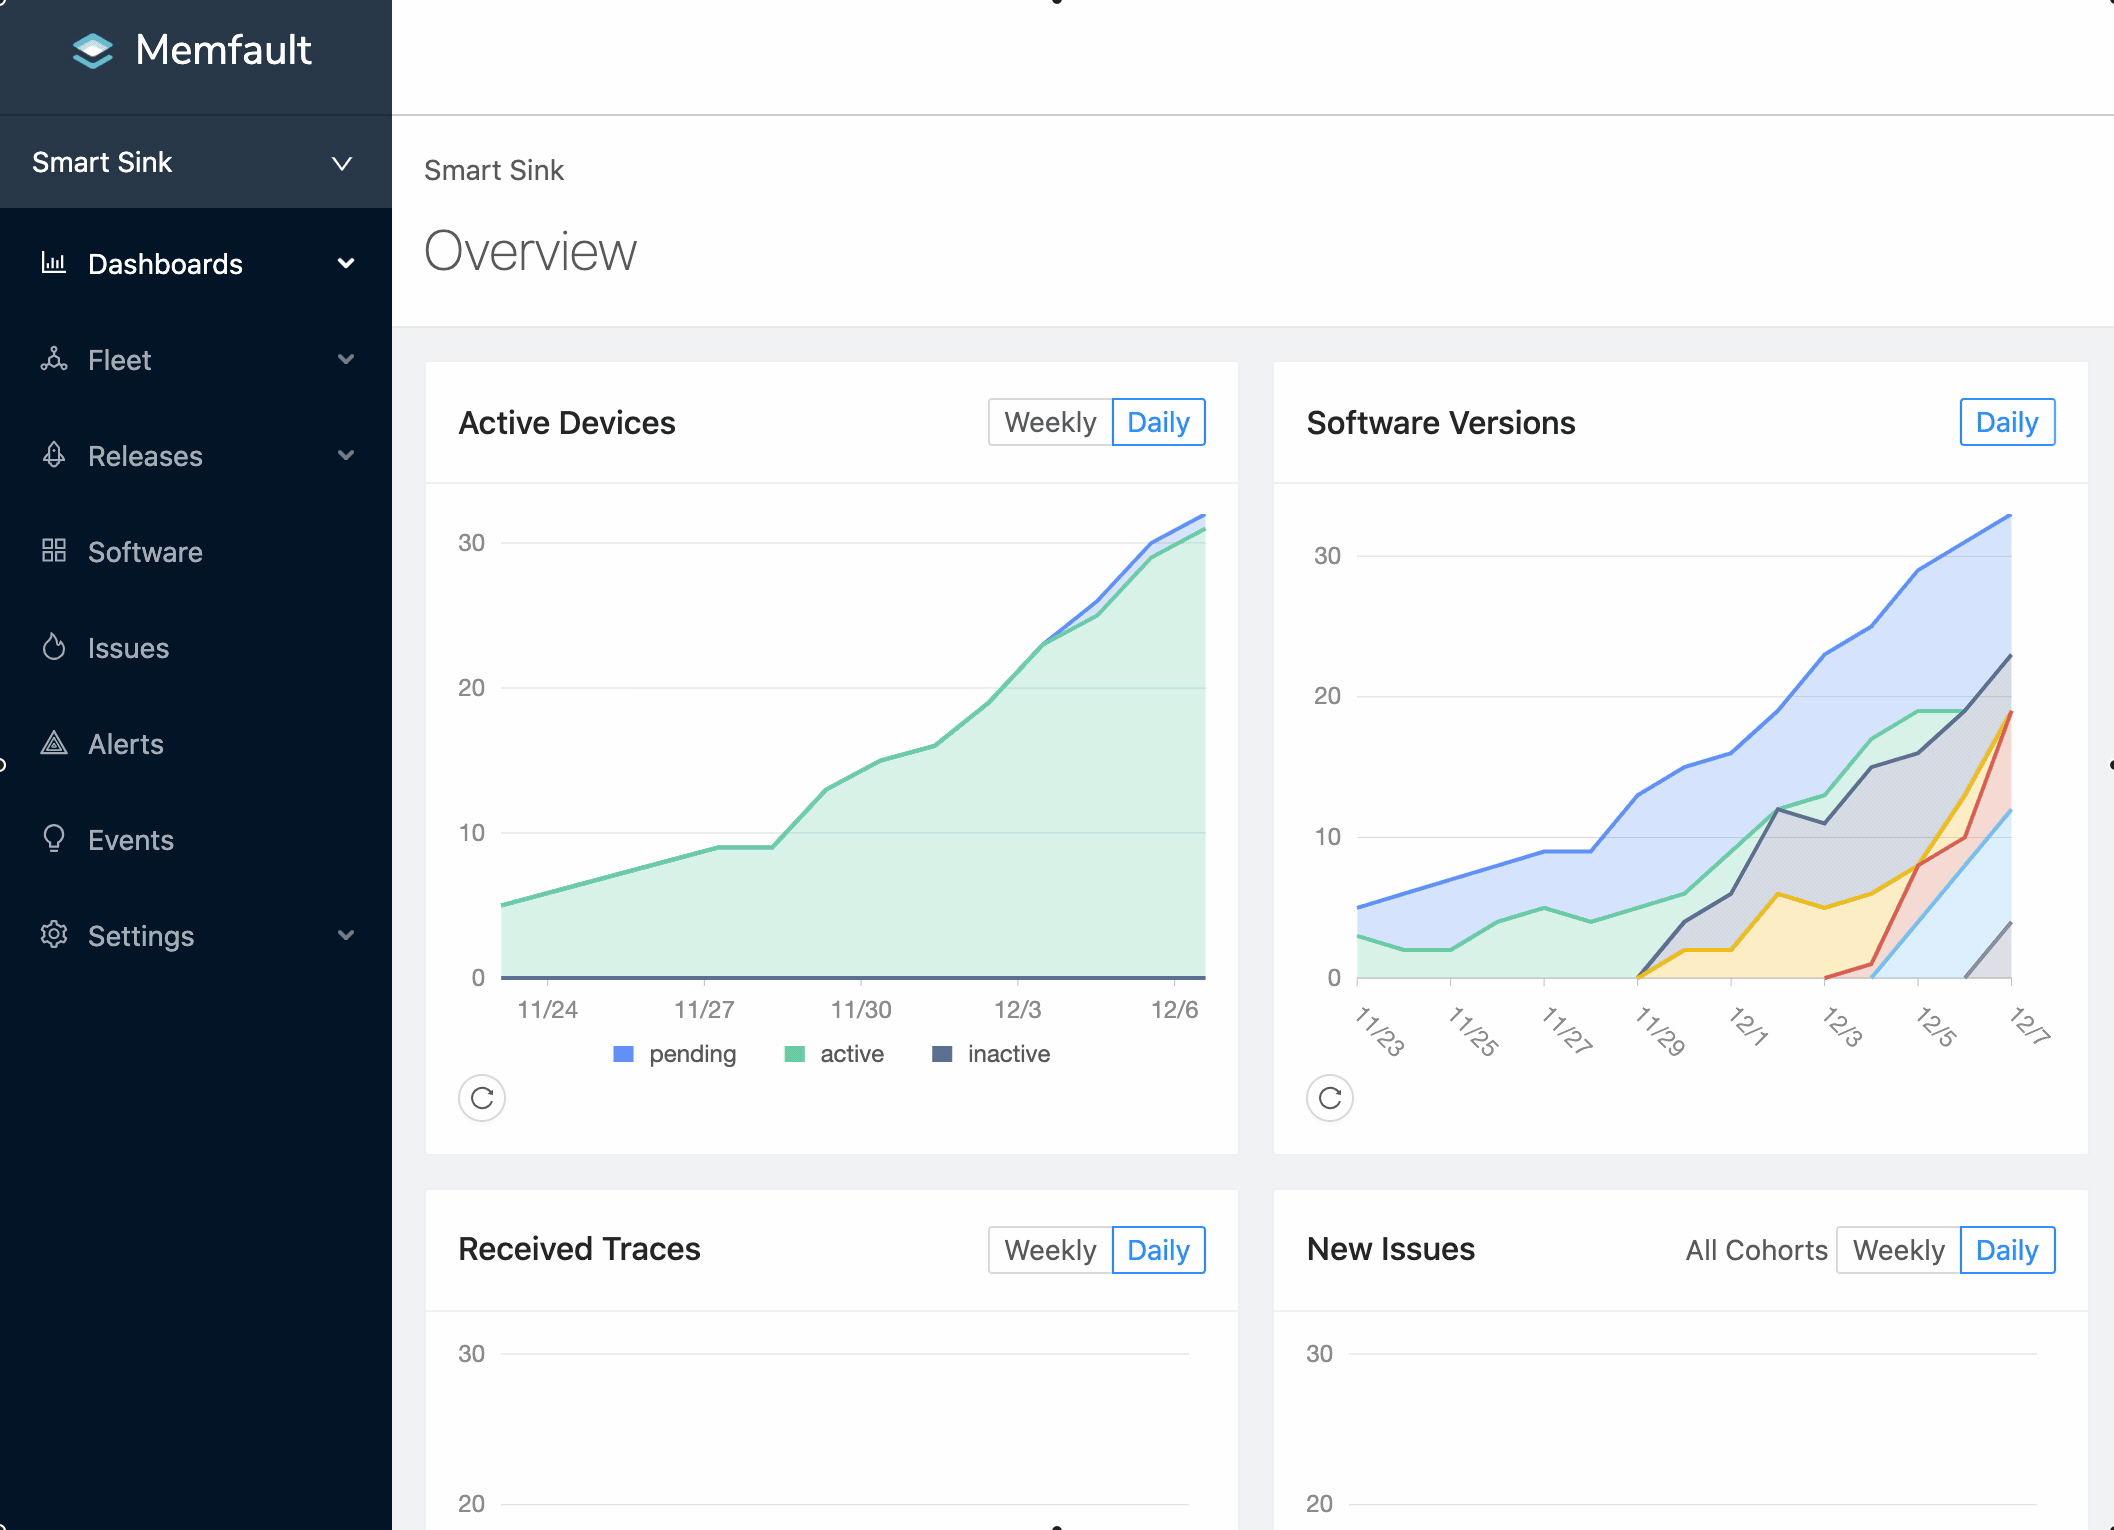 Memfault
Smart Sink
Dashboards
Fleet
Releases
Software
Issues
Alerts
Events
Settings
Smart Sink
Overview
Active Devices Weekly Daily
30
20
10
0
11/24 11/27 11/30 12/3 12/6
pending active inactive
Software Versions Daily
30
20
10
0
11/23 11/25 11/27 11/29 12/1 12/3 12/5 12/7
Received Traces Weekly Daily
30
20
New Issues All Cohorts Weekly Daily
30
20